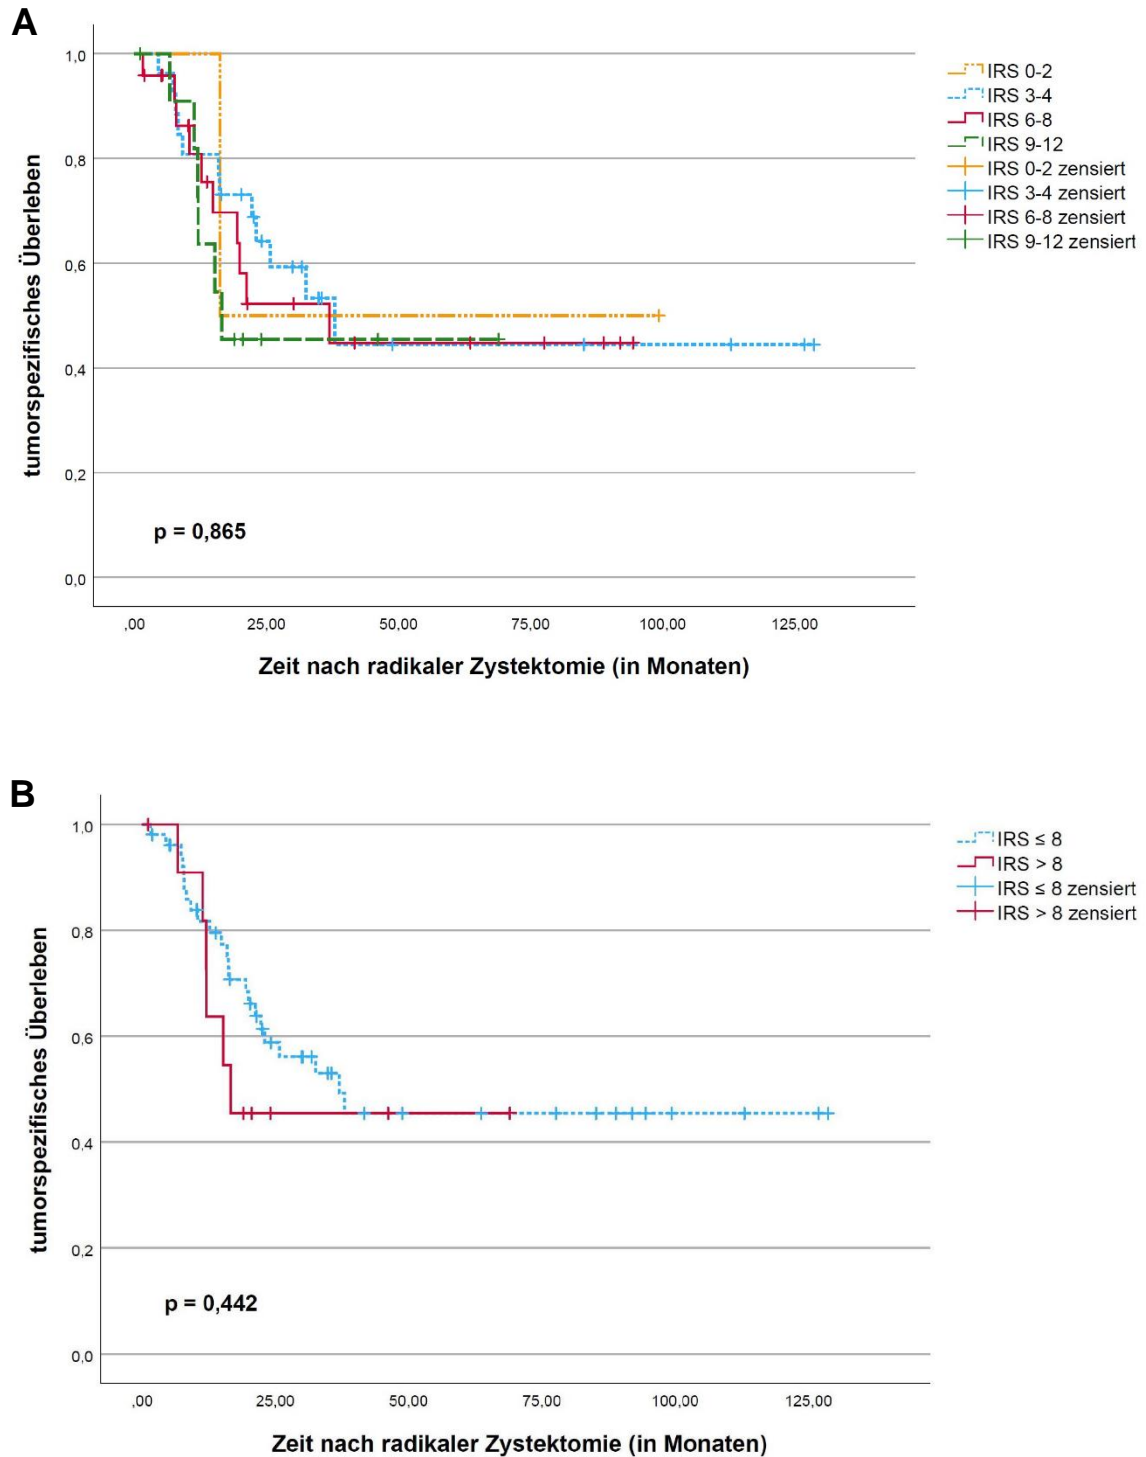 A
1,0
0,8
0,6
0,4
0,2
0,0
tumorspezifisches Überleben
p = 0,865
,00 25,00 50,00 75,00 100,00 125,00
Zeit nach radikaler Zystektomie (in Monaten)
IRS 0-2
IRS 3-4
IRS 6-8
IRS 9-12
IRS 0-2 zensiert
IRS 3-4 zensiert
IRS 6-8 zensiert
IRS 9-12 zensiert
B
1,0
0,8
0,6
0,4
0,2
0,0
tumorspezifisches Überleben
p = 0,442
,00 25,00 50,00 75,00 100,00 125,00
Zeit nach radikaler Zystektomie (in Monaten)
IRS ≤ 8
IRS > 8
IRS ≤ 8 zensiert
IRS > 8 zensiert